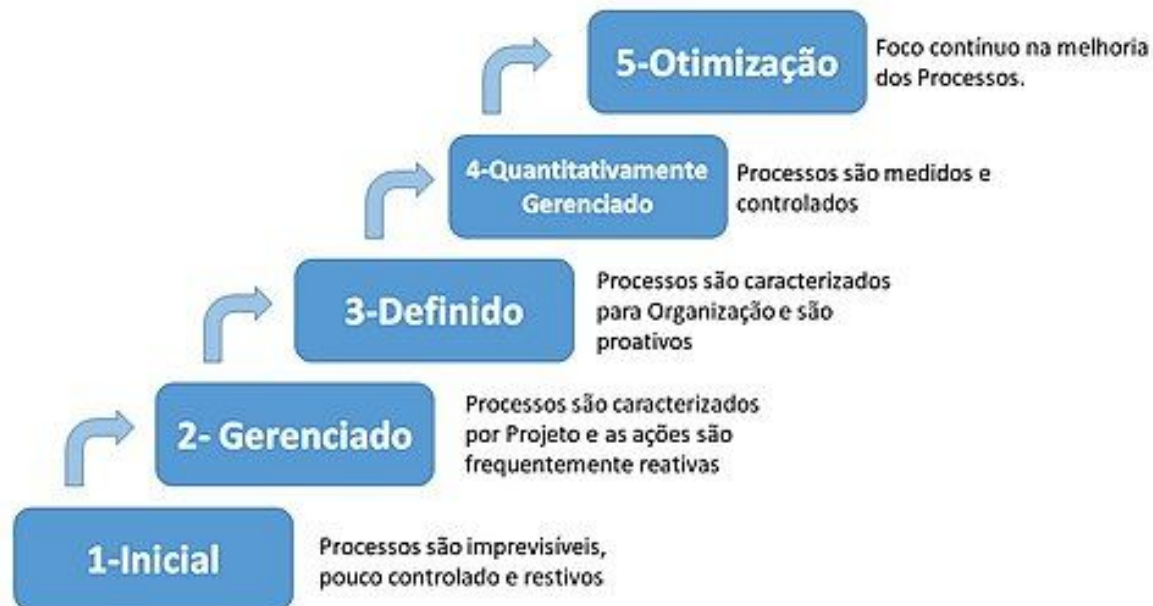 5-Otimização
Foco contínuo na melhoria
dos Processos.
4-Quantitativamente
Gerenciado
Processos são medidos e
controlados
3-Definido
Processos são caracterizados
para Organização e são
proativos
2- Gerenciado
Processos são caracterizados
por Projeto e as ações são
frequentemente reativas
1-Inicial
Processos são imprevisíveis,
pouco controlado e restivos